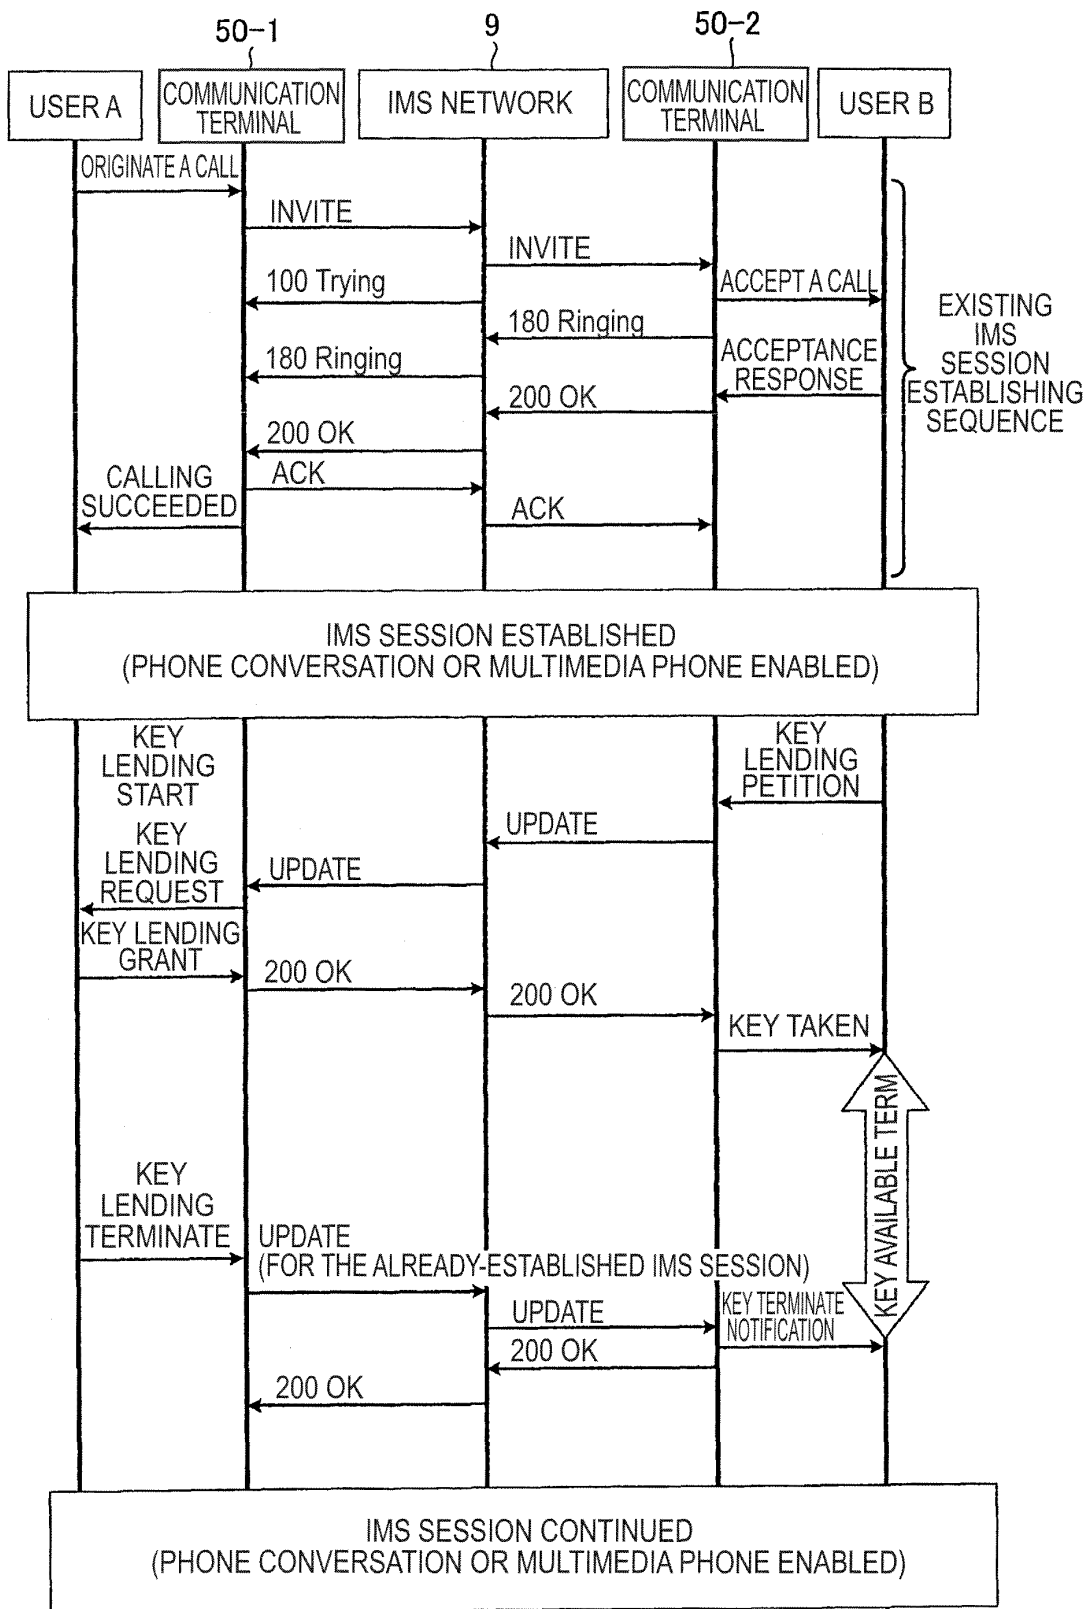 50-1
9
50-2
USER A
COMMUNICATION
TERMINAL
IMS NETWORK
COMMUNICATION
TERMINAL
USER B
ORIGINATE A CALL
INVITE
INVITE
100 Trying
ACCEPT A CALL
180 Ringing
180 Ringing
ACCEPTANCE
RESPONSE
200 OK
200 OK
EXISTING
IMS
SESSION
ESTABLISHING
SEQUENCE
CALLING
SUCCEEDED
ACK
ACK
IMS SESSION ESTABLISHED
(PHONE CONVERSATION OR MULTIMEDIA PHONE ENABLED)
KEY
LENDING
START
KEY
LENDING
PETITION
UPDATE
KEY
LENDING
REQUEST
UPDATE
KEY LENDING
GRANT
200 OK
200 OK
KEY TAKEN
KEY AVAILABLE TERM
KEY
LENDING
TERMINATE
UPDATE
(FOR THE ALREADY-ESTABLISHED IMS SESSION)
UPDATE
KEY TERMINATE
NOTIFICATION
200 OK
200 OK
IMS SESSION CONTINUED
(PHONE CONVERSATION OR MULTIMEDIA PHONE ENABLED)